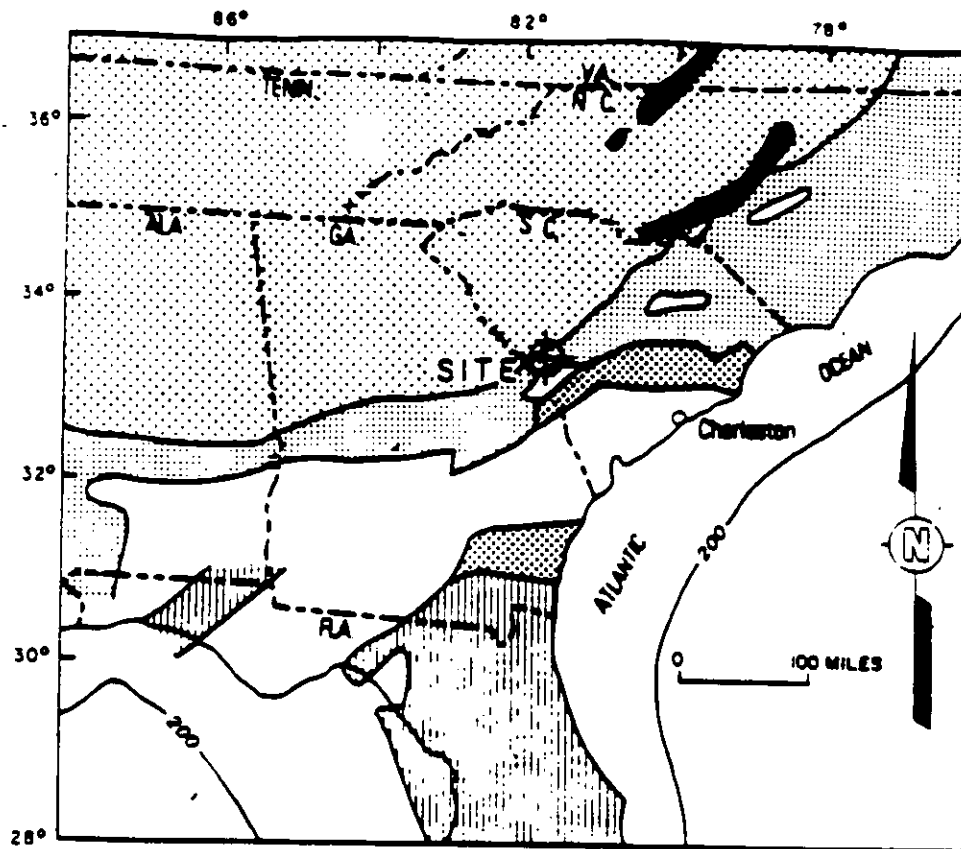 86° 82° 78°
36°
34°
32°
30°
28°
TENN.
VA.
N C.
ALA.
GA.
S C.
SITE
OCEAN
Charleston
ATLANTIC
200
N
FLA.
0 100 MILES
200